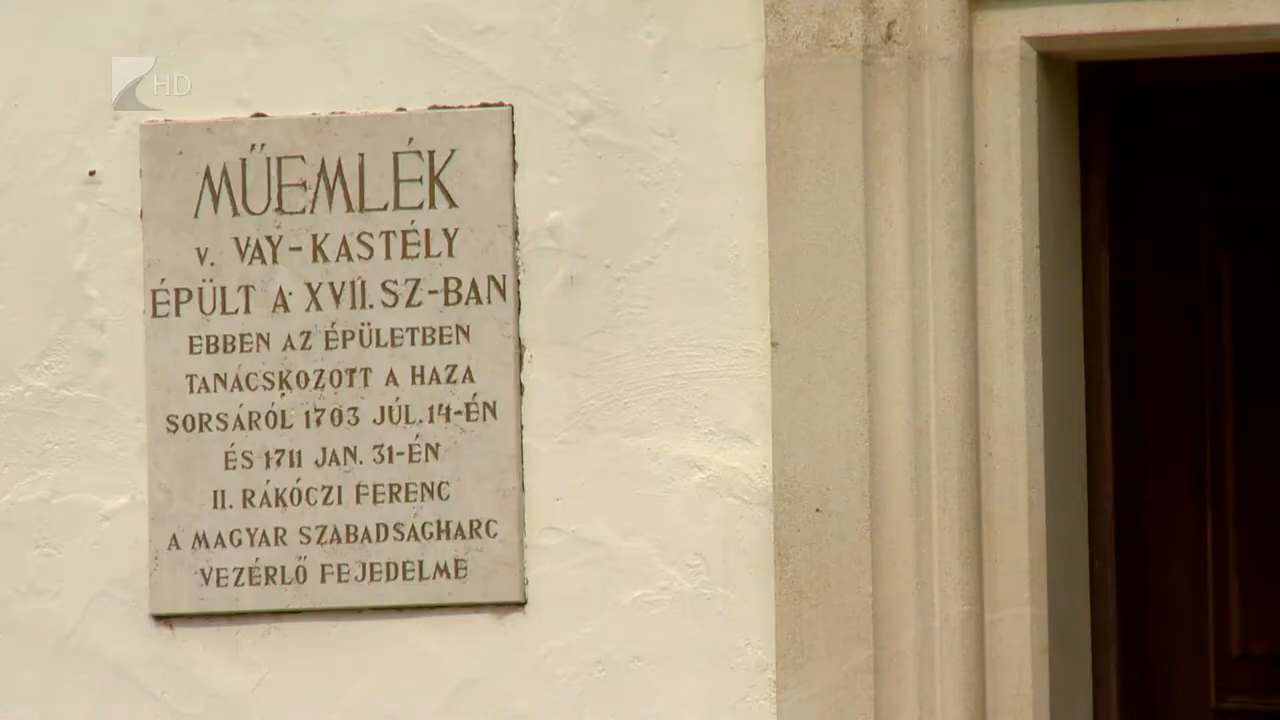 HD
MŰEMLÉK
V. VAY-KASTÉLY
ÉPÜLT A XVII. SZ-BAN
EBBEN AZ ÉPÜLETBEN
TANÁCSKOZOTT A HAZA
SORSÁRÓL 1703 JÚL. 14-ÉN
ÉS 1711 JAN. 31-ÉN
II. RÁKÓCZI FERENC
A MAGYAR SZABADSÁGHARC
VEZÉRLŐ FEJEDELME